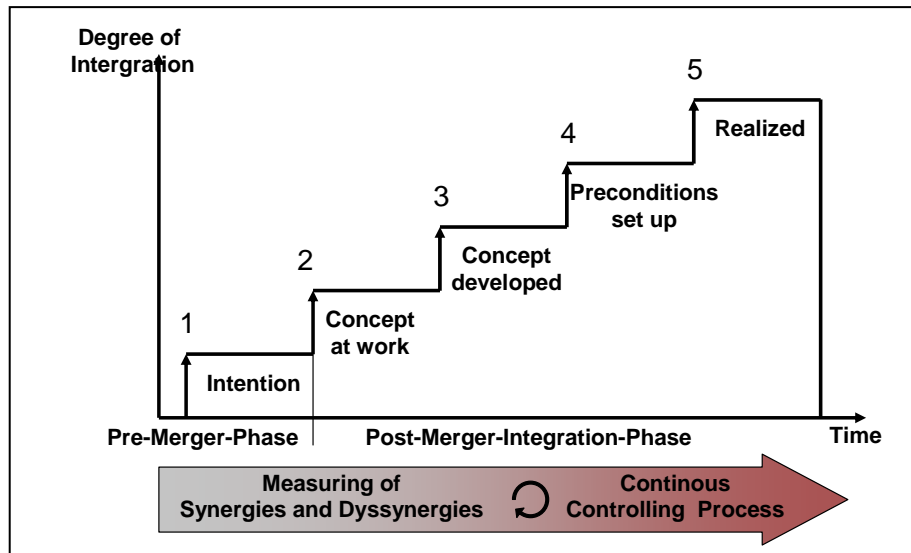 Degree of
Intergration
5
Realized
4
Preconditions
set up
3
Concept
developed
2
Concept
at work
1
Intention
Pre-Merger-Phase
Post-Merger-Integration-Phase
Time
Measuring of
Synergies and Dyssynergies
Continous
Controlling Process